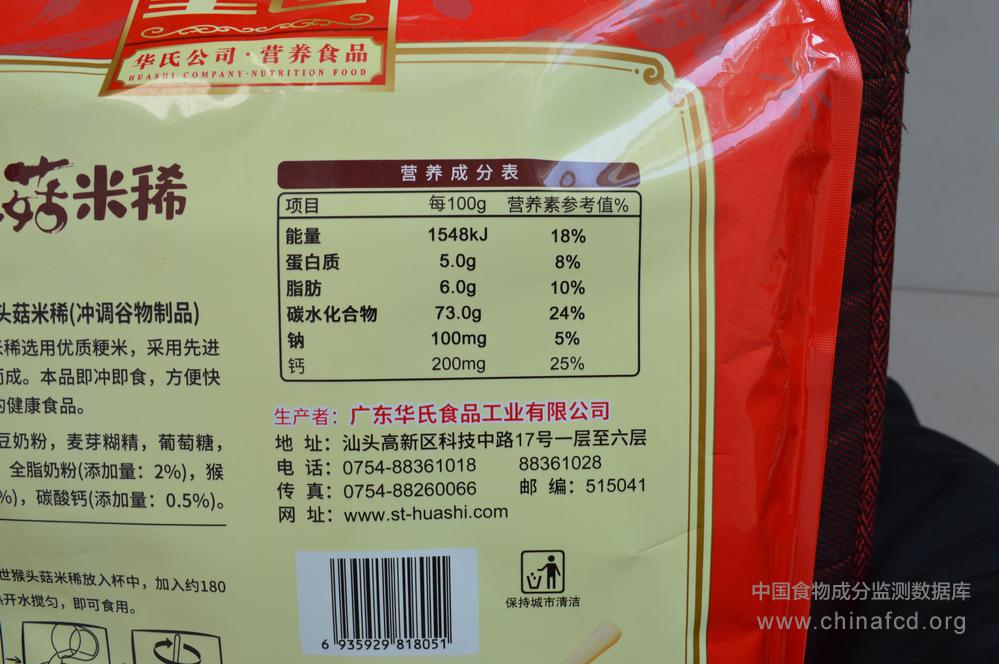 华氏公司·营养食品
HUASHI COMPANY·NUTRITION FOOD
菇米稀
营养成分表
项目 每100g 营养素参考值%
能量 1548kJ 18%
蛋白质 5.0g 8%
脂肪 6.0g 10%
碳水化合物 73.0g 24%
钠 100mg 5%
钙 200mg 25%
头菇米稀(冲调谷物制品)
米稀选用优质粳米，采用先进
而成。本品即冲即食，方便快
的健康食品。
豆奶粉，麦芽糊精，葡萄糖，
全脂奶粉(添加量：2%)，猴
%)，碳酸钙(添加量：0.5%)。
生产者：广东华氏食品工业有限公司
地 址：汕头高新区科技中路17号一层至六层
电 话：0754-88361018 88361028
传 真：0754-88260066 邮 编：515041
网 址：www.st-huashi.com
世猴头菇米稀放入杯中，加入约180
开水搅匀，即可食用。
6 935929 818051
保持城市清洁
中国食物成分监测数据库
www.chinafcd.org